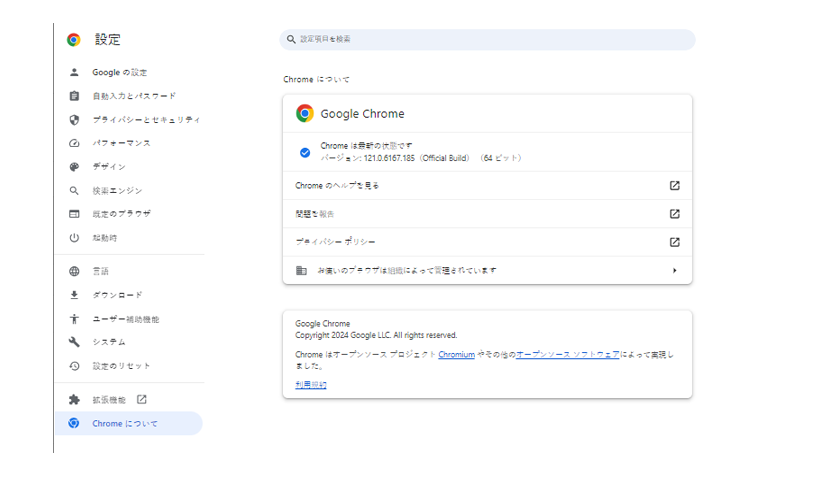 設定
設定項目を検索
Google の設定
自動入力とパスワード
プライバシーとセキュリティ
パフォーマンス
デザイン
検索エンジン
既定のブラウザ
起動時
言語
ダウンロード
ユーザー補助機能
システム
設定のリセット
拡張機能
Chrome について
Chrome について
Google Chrome
Chrome は最新の状態です
バージョン: 121.0.6167.185（Official Build） （64 ビット）
Chrome のヘルプを見る
問題を報告
プライバシー ポリシー
お使いのブラウザは組織によって管理されています
Google Chrome
Copyright 2024 Google LLC. All rights reserved.
Chrome はオープンソース プロジェクト Chromium やその他のオープンソース ソフトウェアによって実現し
ました。
利用規約